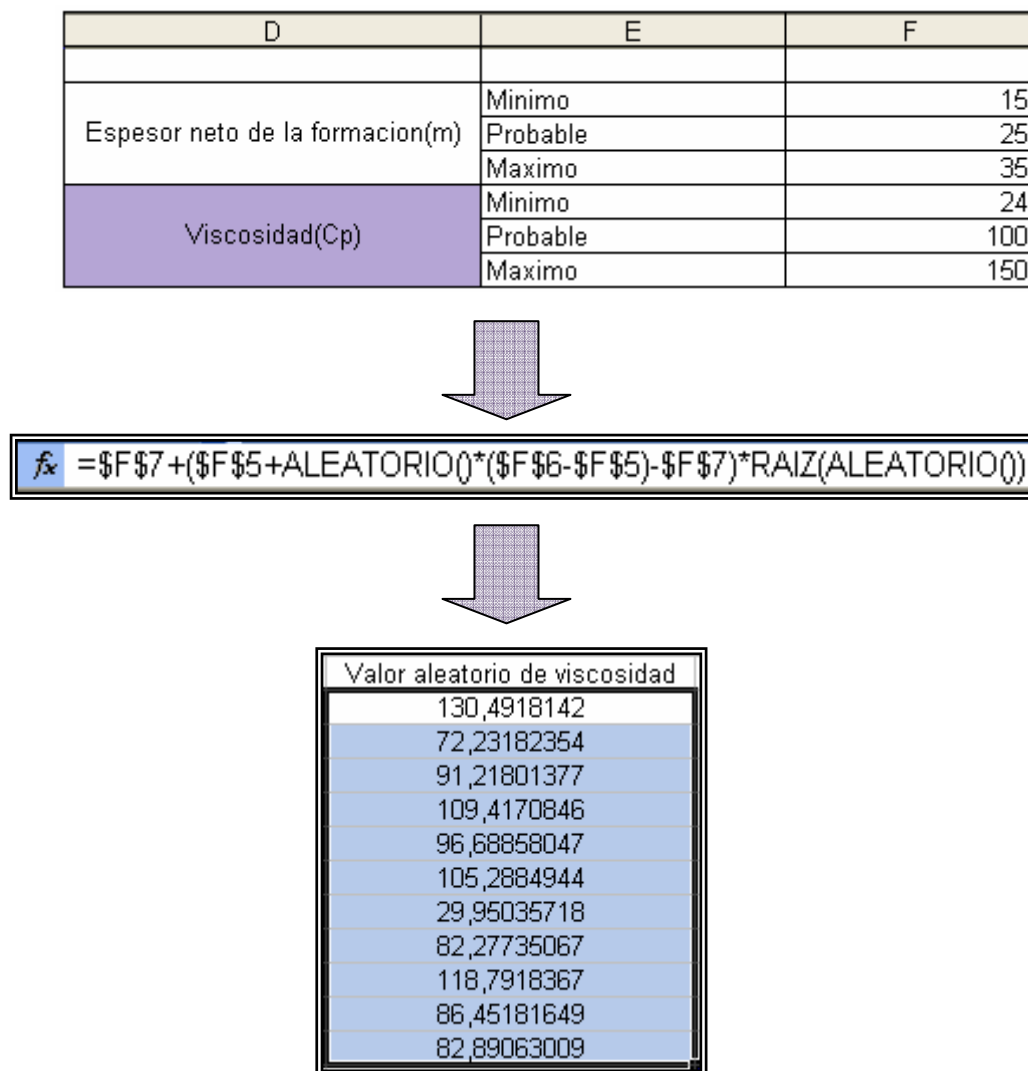 D E F
Minimo 15
Espesor neto de la formacion(m) Probable 25
Maximo 35
Minimo 24
Viscosidad(Cp) Probable 100
Maximo 150
fx =$F$7+($F$5+ALEATORIO()*($F$6-$F$5)-$F$7)*RAIZ(ALEATORIO())
Valor aleatorio de viscosidad
130,4918142
72,23182354
91,21801377
109,4170846
96,68858047
105,2884944
29,95035718
82,27735067
118,7918367
86,45181649
82,89063009